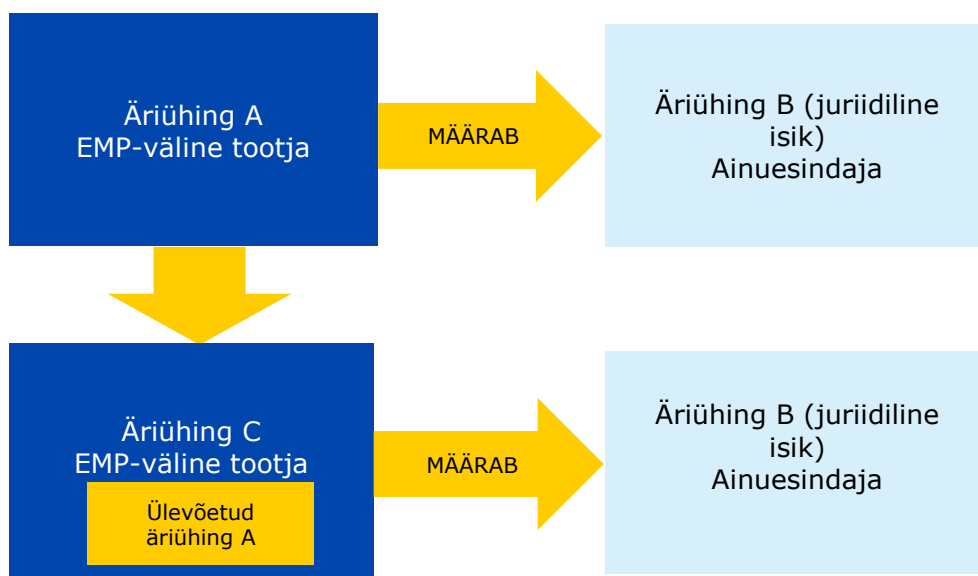 Äriühing A
EMP-väline tootja
MÄÄRAB
Äriühing B (juriidiline
isik)
Ainuesindaja
Äriühing C
EMP-väline tootja
Ülevõetud
äriühing A
MÄÄRAB
Äriühing B (juriidiline
isik)
Ainuesindaja